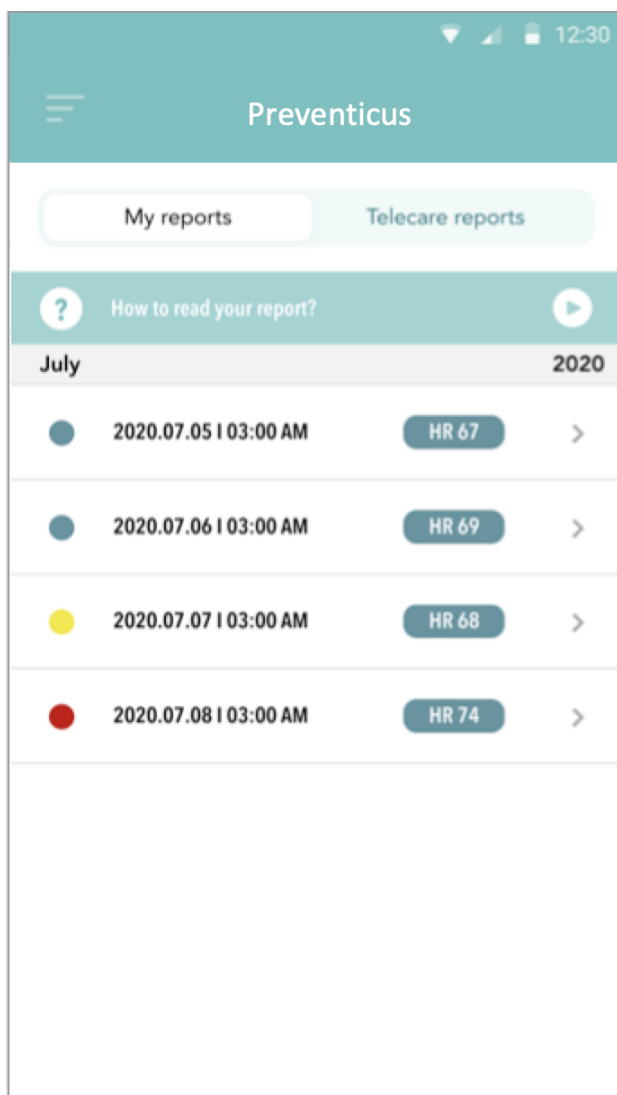 12:30
Preventicus
My reports Telecare reports
? How to read your report?
July 2020
2020.07.05 I 03:00 AM HR 67
2020.07.06 I 03:00 AM HR 69
2020.07.07 I 03:00 AM HR 68
2020.07.08 I 03:00 AM HR 74